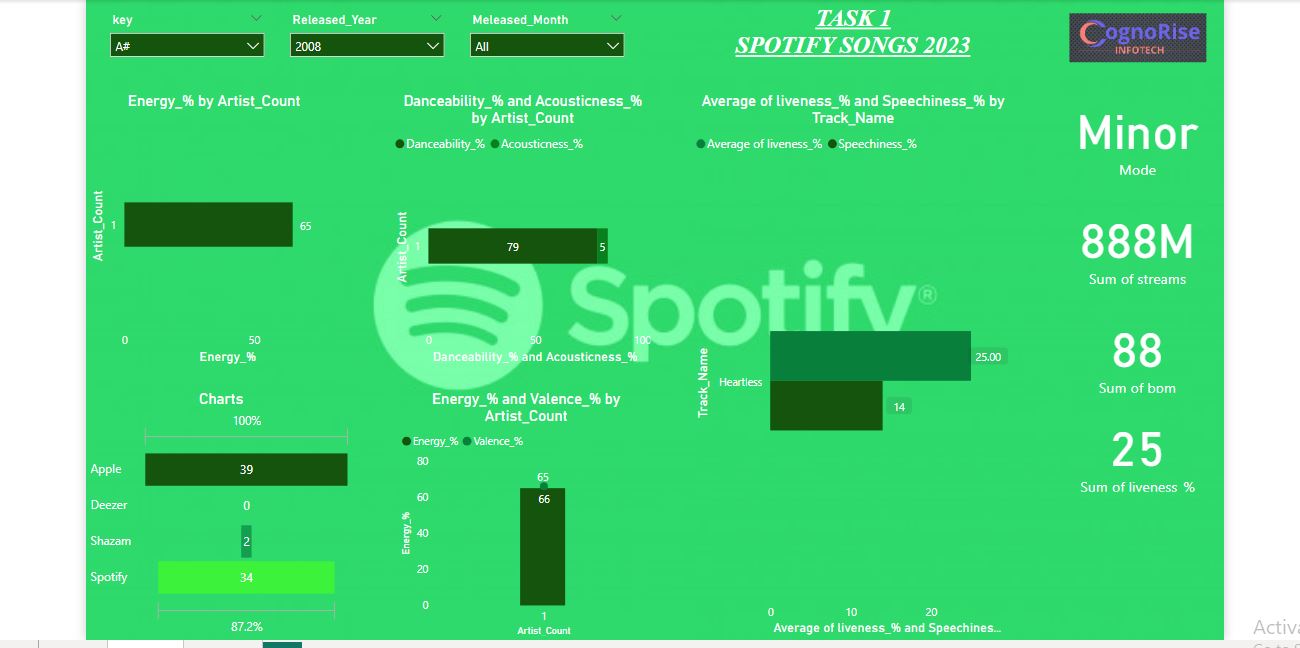 key
Released_Year
Meleased_Month
A#
2008
All
TASK 1
SPOTIFY SONGS 2023
CognoRise
INFOTECH
Energy_% by Artist_Count
Artist_Count
1
65
0
50
Energy_%
Danceability_% and Acousticness_%
by Artist_Count
Danceability_%
Acousticness_%
Artist_Count
1
79
5
0
50
100
Danceability_% and Acousticness_%
Spotify®
Average of liveness_% and Speechiness_% by
Track_Name
Average of liveness_%
Speechiness_%
Track_Name
Heartless
25.00
14
0
10
20
Average of liveness_% and Speechines...
Minor
Mode
888M
Sum of streams
88
Sum of bpm
25
Sum of liveness %
Charts
100%
Apple
39
Deezer
0
Shazam
2
Spotify
34
87.2%
Energy_% and Valence_% by
Artist_Count
Energy_%
Valence_%
Energy_%
80
60
40
20
0
65
66
1
Artist_Count